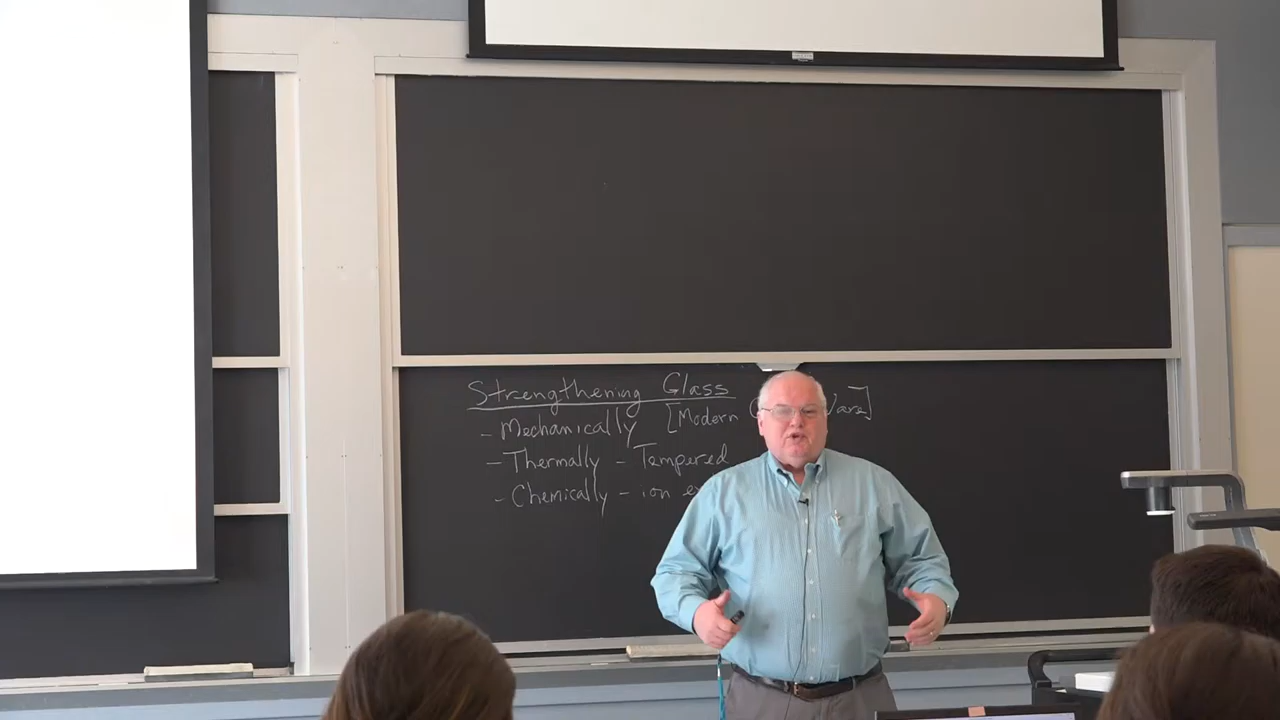 Strengthening Glass
- Mechanically [Modern
- Thermally - Tempered
- Chemically - ion